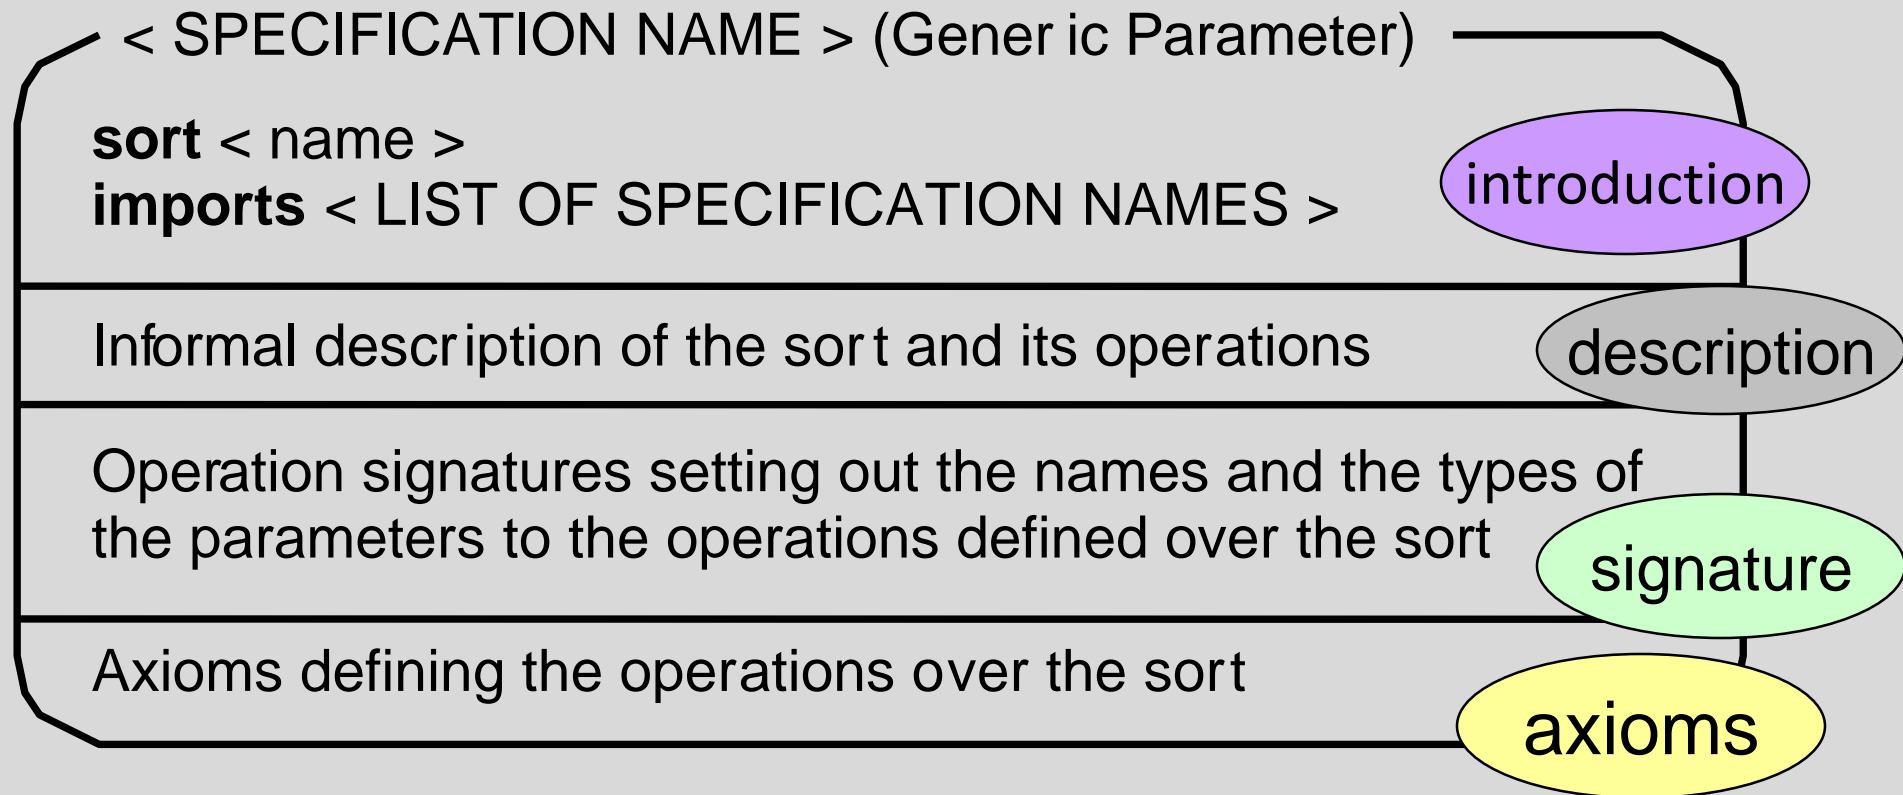 < SPECIFICATION NAME > (Gener ic Parameter)
sort < name >
imports < LIST OF SPECIFICATION NAMES >
introduction
Informal description of the sort and its operations
description
Operation signatures setting out the names and the types of
the parameters to the operations defined over the sort
signature
Axioms defining the operations over the sort
axioms